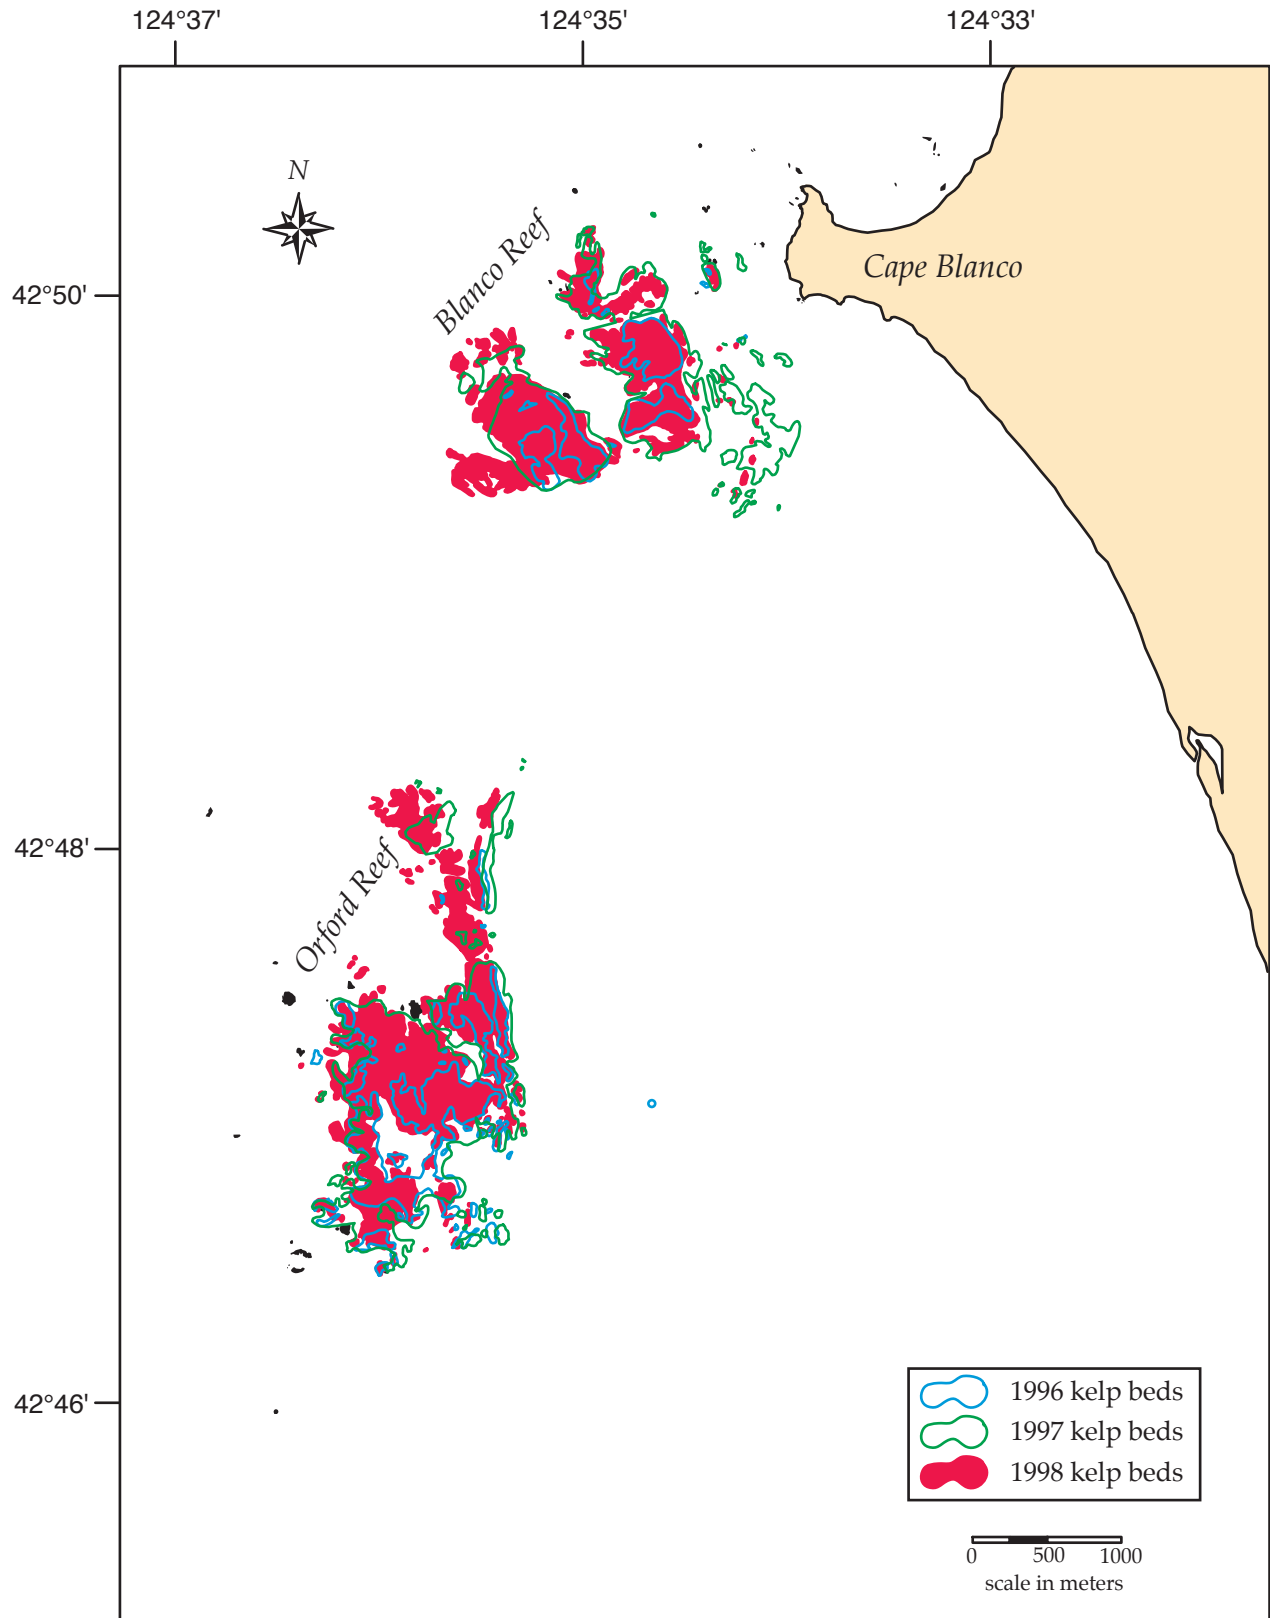 124°37'
124°35'
124°33'
N
Blanco Reef
Cape Blanco
42°50'
42°48'
Orford Reef
42°46'
1996 kelp beds
1997 kelp beds
1998 kelp beds
0 500 1000
scale in meters